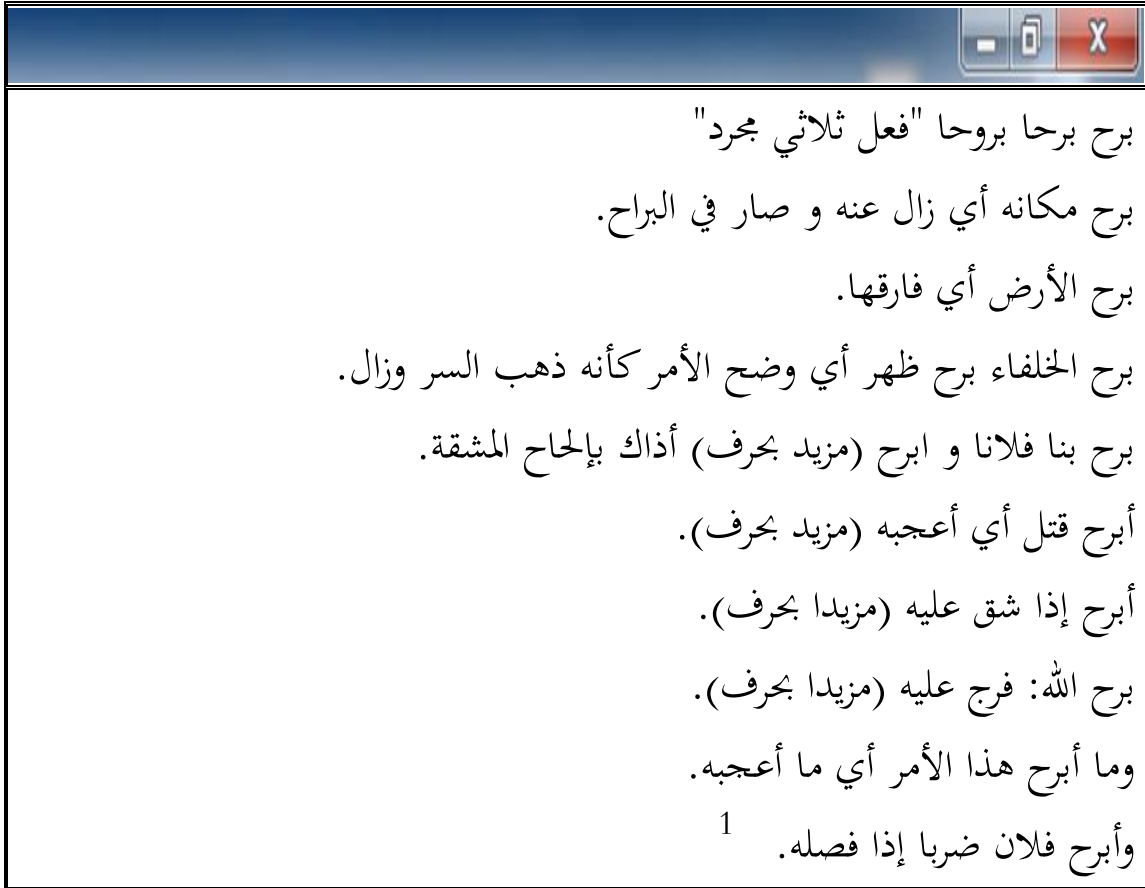 برح برحا بروحا "فعل ثلاثي مجرد"
برح مكانه أي زال عنه و صار في البراح.
برح الأرض أي فارقها.
برح الخلفاء برح ظهر أي وضح الأمر كأنه ذهب السر وزال.
برح بنا فلانا و ابرح (مزيد بحرف) أذاك بإلحاح المشقة.
أبرح قتل أي أعجبه (مزيد بحرف).
أبرح إذا شق عليه (مزيدا بحرف).
برح الله: فرج عليه (مزيدا بحرف).
وما أبرح هذا الأمر أي ما أعجبه.
وأبرح فلان ضربا إذا فصله. 1